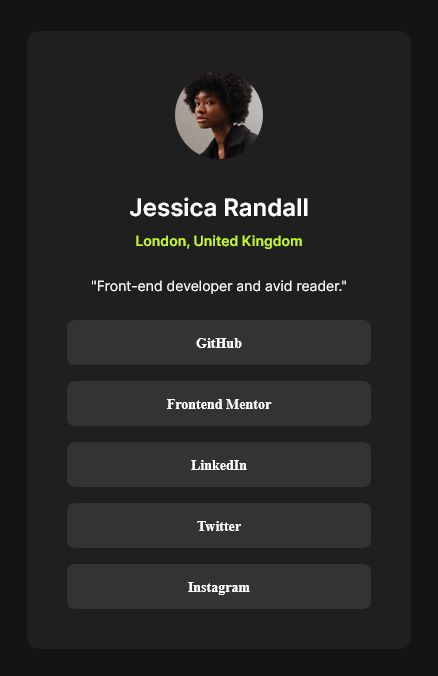 Jessica Randall
London, United Kingdom
"Front-end developer and avid reader."
GitHub
Frontend Mentor
LinkedIn
Twitter
Instagram